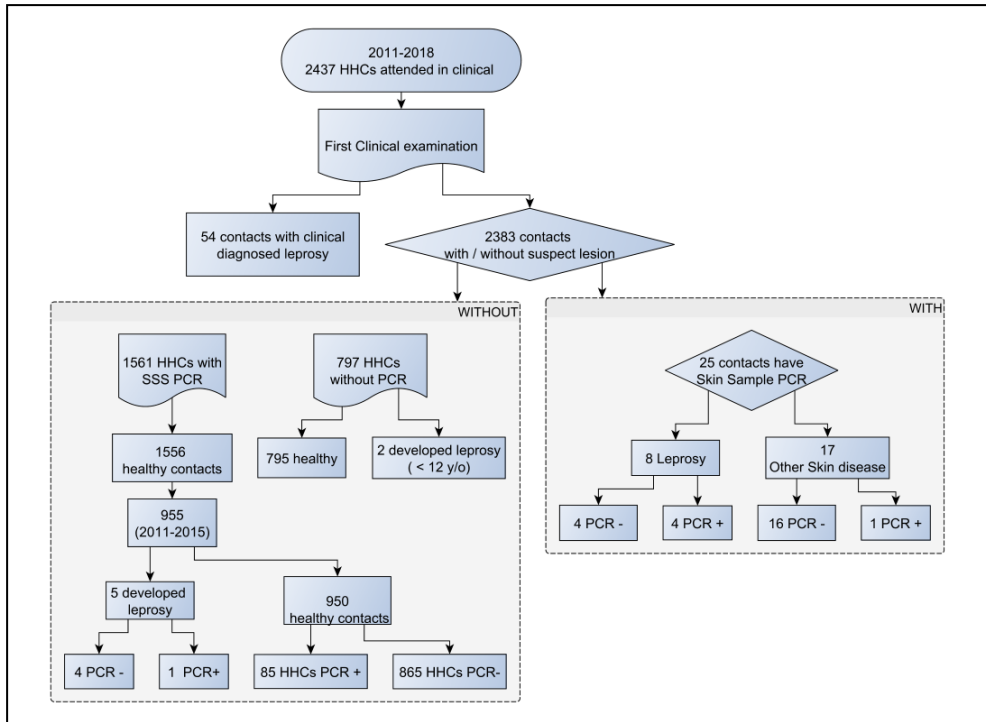 2011-2018
2437 HHCs attended in clinical
First Clinical examination
54 contacts with clinical
diagnosed leprosy
2383 contacts
with / without suspect lesion
WITHOUT
1561 HHCs with
SSS PCR
797 HHCs
without PCR
1556
healthy contacts
795 healthy
2 developed leprosy
( < 12 y/o)
955
(2011-2015)
5 developed
leprosy
950
healthy contacts
4 PCR -
1 PCR+
85 HHCs PCR +
865 HHCs PCR-
WITH
25 contacts have
Skin Sample PCR
8 Leprosy
17
Other Skin disease
4 PCR -
4 PCR +
16 PCR -
1 PCR +